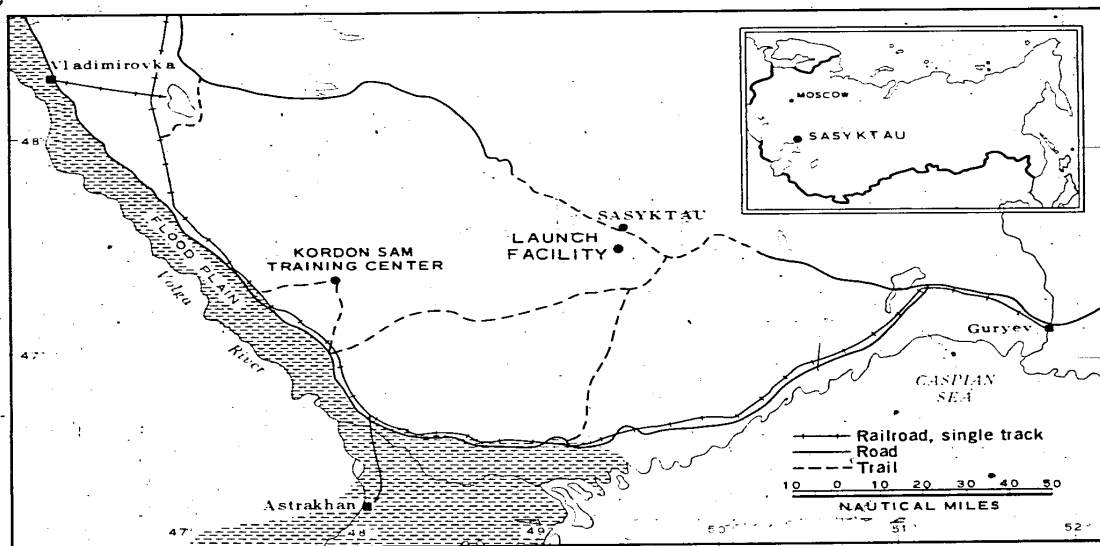 Vladimirovka
MOSCOW
SASYKTAU
48°
SASYKTAU
LAUNCH
FACILITY
KORDON SAM
TRAINING CENTER
FLOOD PLAIN
Volga
River
47°
Guryev
CASPIAN
SEA
Railroad, single track
Road
Trail
10 0 10 20 30 40 50
NAUTICAL MILES
Astrakhan
47° 48 49 50 51 52°